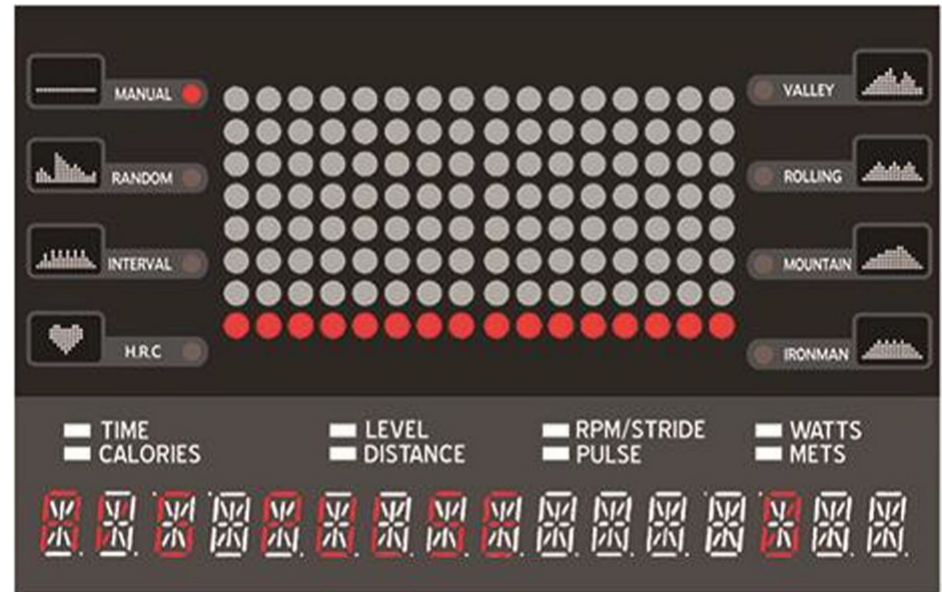 MANUAL
RANDOM
INTERVAL
H.R.C
VALLEY
ROLLING
MOUNTAIN
IRONMAN
TIME
CALORIES
LEVEL
DISTANCE
RPM/STRIDE
PULSE
WATTS
METS